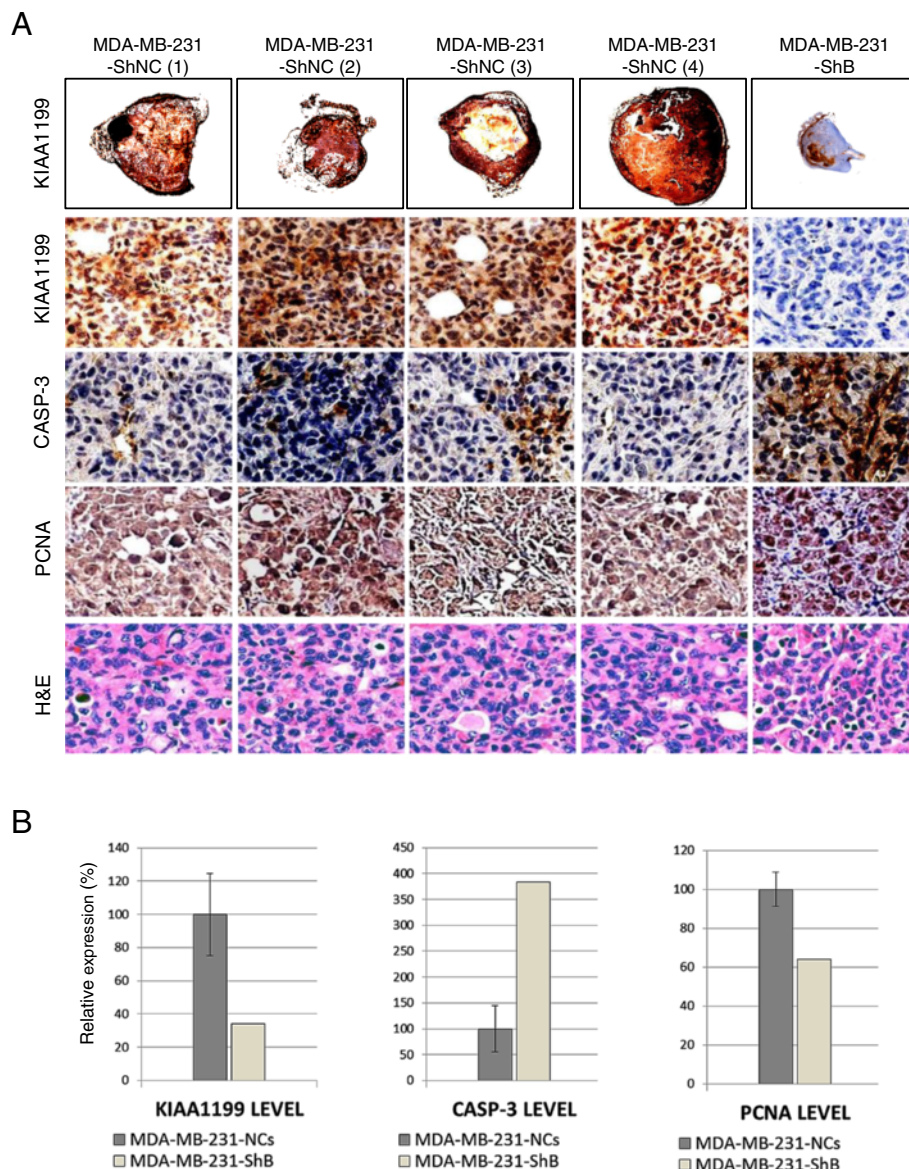 A
MDA-MB-231
-ShNC (1)
MDA-MB-231
-ShNC (2)
MDA-MB-231
-ShNC (3)
MDA-MB-231
-ShNC (4)
MDA-MB-231
-ShB
KIAA1199
KIAA1199
CASP-3
PCNA
H&E
B
Relative expression (%)
140
120
100
80
60
40
20
0
KIAA1199 LEVEL
MDA-MB-231-NCs
MDA-MB-231-ShB
450
400
350
300
250
200
150
100
50
0
CASP-3 LEVEL
MDA-MB-231-NCs
MDA-MB-231-ShB
120
100
80
60
40
20
0
PCNA LEVEL
MDA-MB-231-NCs
MDA-MB-231-ShB